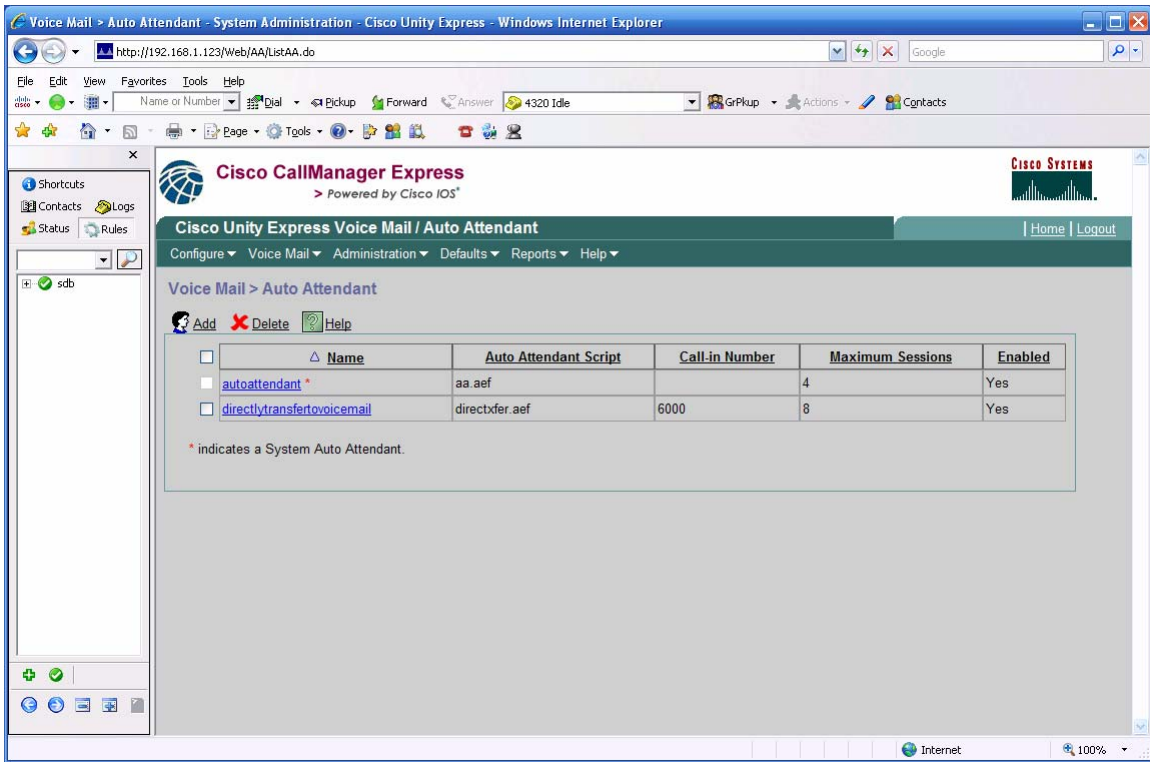 Voice Mail > Auto Attendant - System Administration - Cisco Unity Express - Windows Internet Explorer
http://192.168.1.123/Web/AA/ListAA.do
Google
File Edit View Favorites Tools Help
cisco Name or Number Dial Pickup Forward Answer 4320 Idle GrPkup Actions Contacts
Page Tools
Shortcuts
Contacts Logs
Status Rules
sdb
Cisco CallManager Express
> Powered by Cisco IOS®
CISCO SYSTEMS
Cisco Unity Express Voice Mail / Auto Attendant
| Home | Logout
Configure Voice Mail Administration Defaults Reports Help
Voice Mail > Auto Attendant
Add Delete Help
Name Auto Attendant Script Call-in Number Maximum Sessions Enabled
autoattendant * aa.aef 4 Yes
directlytransfertovoicemail directxfer.aef 6000 8 Yes
* indicates a System Auto Attendant.
Internet 100%